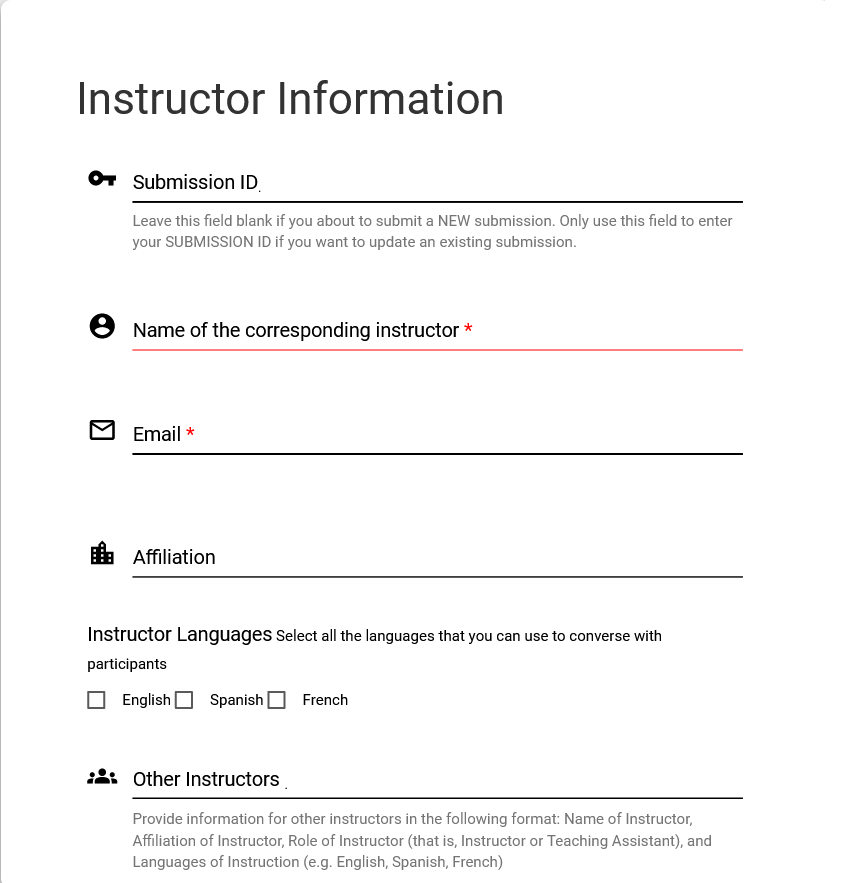 Instructor Information
Submission ID.
Leave this field blank if you about to submit a NEW submission. Only use this field to enter
your SUBMISSION ID if you want to update an existing submission.
Name of the corresponding instructor *
Email *
Affiliation
Instructor Languages Select all the languages that you can use to converse with
participants
English Spanish French
Other Instructors .
Provide information for other instructors in the following format: Name of Instructor,
Affiliation of Instructor, Role of Instructor (that is, Instructor or Teaching Assistant), and
Languages of Instruction (e.g. English, Spanish, French)